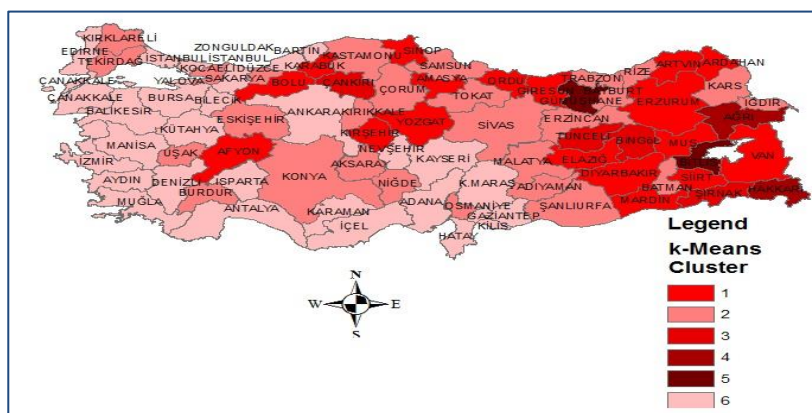 KIRKLARELİ
EDİRNE
TEKİRDAĞ
İSTANBUL İSTANBUL
ZONGULDAK
BARTIN
KASTAMONU
SİNOP
KARABÜK
SAMSUN
KOCAELİ DÜZCE
YALOVA
SAKARYA
BOLU
ÇANKIRI
AMASYA
ORDU
TRABZON
RİZE
ARTVİN
ARDAHAN
ÇANAKKALE
ÇANAKKALE
BURSA
BİLECİK
ÇORUM
TOKAT
GİRESUN
BAYBURT
GÜMÜŞHANE
KARS
BALIKESİR
ANKARA
KIRIKKALE
ERZURUM
IĞDIR
ESKİŞEHİR
YOZGAT
SİVAS
ERZİNCAN
AĞRI
KÜTAHYA
KIRŞEHİR
MANİSA
UŞAK
AFYON
NEVŞEHİR
TUNCELİ
BİNGÖL
MUŞ
İZMİR
AKSARAY
KAYSERİ
MALATYA
ELAZIĞ
BİTLİS
VAN
AYDIN
DENİZLİ
ISPARTA
KONYA
NİĞDE
K.MARAŞ
DİYARBAKIR
SİİRT
BURDUR
ADIYAMAN
BATMAN
ŞIRNAK
HAKKARİ
MUĞLA
ANTALYA
KARAMAN
ADANA
OSMANİYE
GAZİANTEP
ŞANLIURFA
MARDİN
İÇEL
KİLİS
HATAY
Legend
k-Means
Cluster
1
2
3
4
5
6
N
W
E
S